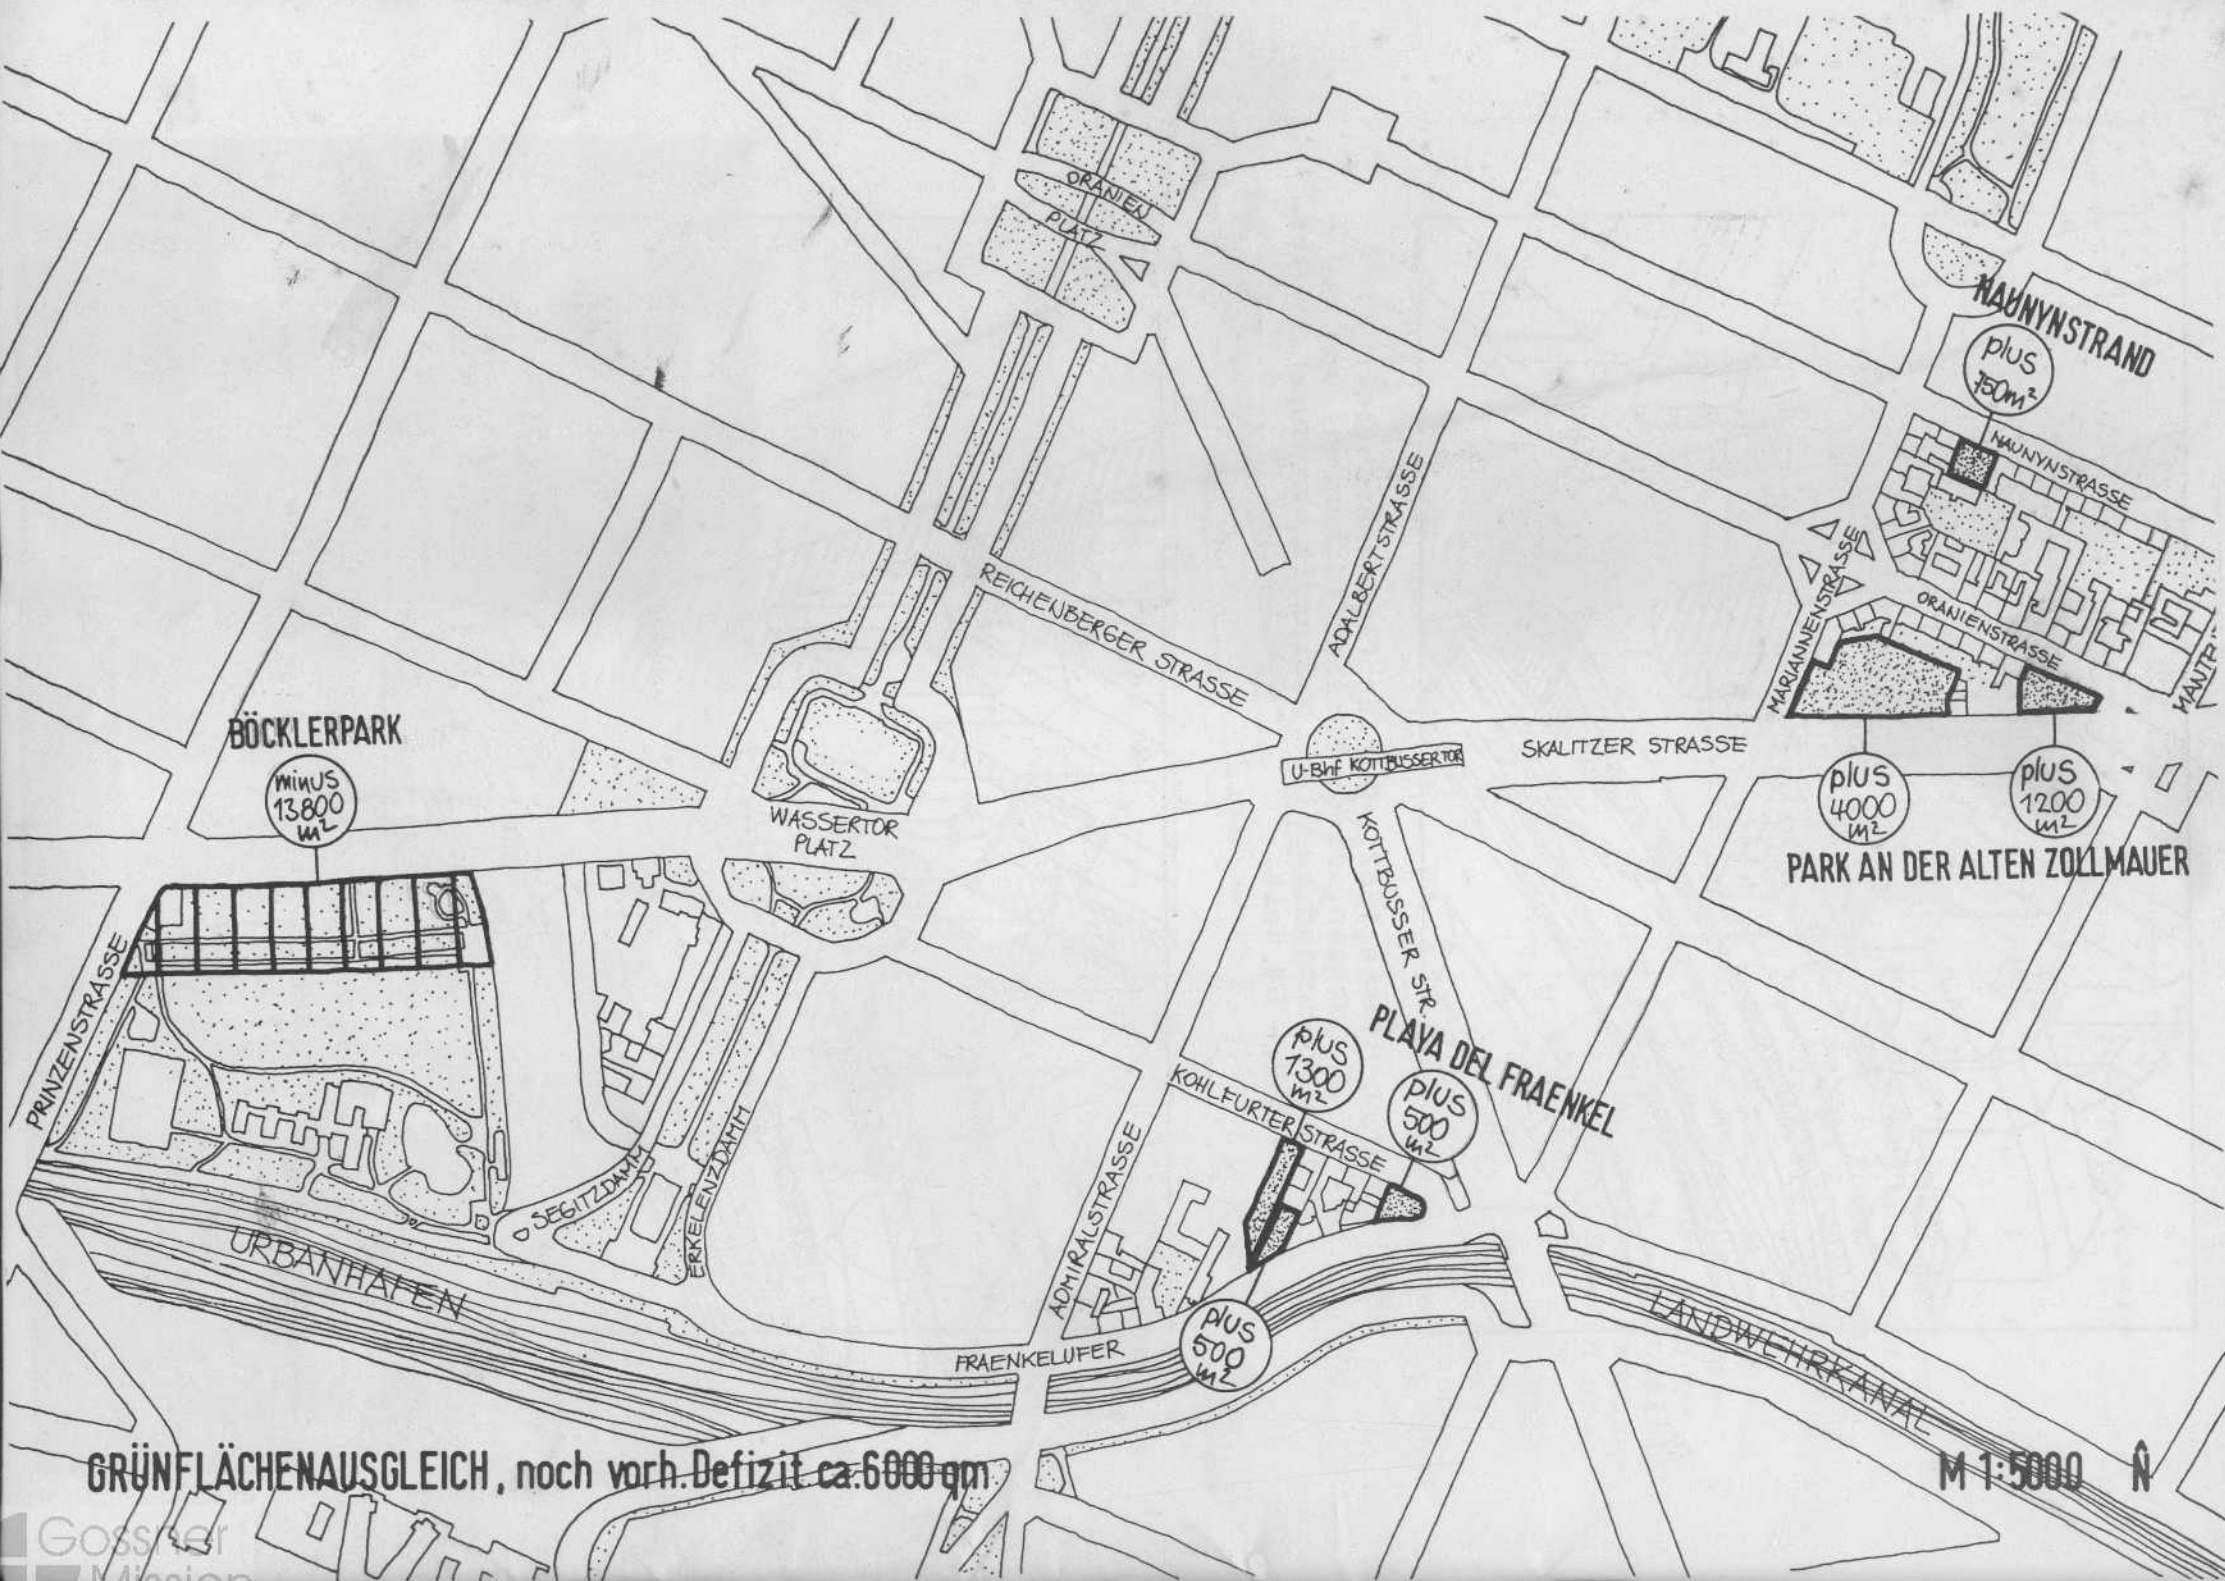 ORANIEN
PLATZ
NAUNYNSTRAND
plus
750m²
NAUNYNSTRASSE
ADALBERTSTRASSE
REICHENBERGER STRASSE
MARIANNENSTRASSE
ORANIENSTRASSE
BÖCKLERPARK
minus
13800
m²
U-Bhf KOTTBUSSERTOR
SKALITZER STRASSE
plus
4000
m²
plus
1200
m²
PARK AN DER ALTEN ZOLLMAUER
WASSERTOR
PLATZ
KOTTBUSSER STR.
PRINZENSTRASSE
PLAYA DEL FRAENKEL
plus
1300
m²
plus
500
m²
KOHLFURTER STRASSE
ADMIRALSTRASSE
SEGITZDAMM
ERKELENZDAMM
URBANHAFEN
plus
500
m²
FRAENKELUFER
LANDWEHRKANAL
GRÜNFLÄCHENAUSGLEICH, noch vorh. Defizit ca. 6000 qm
M 1:5000 N
Gossner
Mission